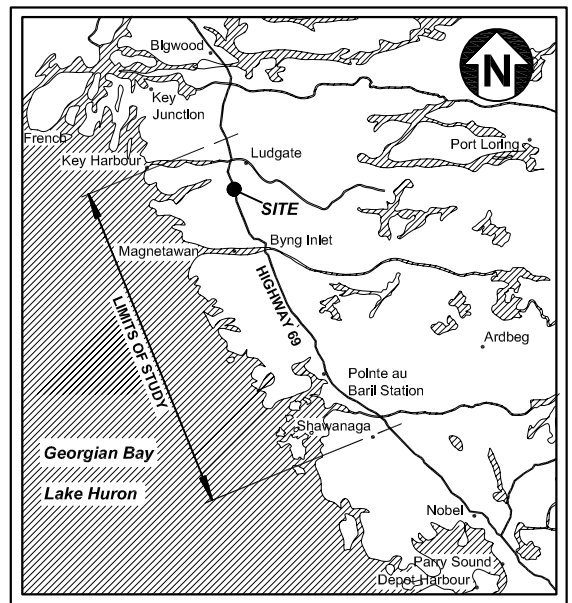 Bigwood
N
Key
Junction
Port Loring
French
Key Harbour
Ludgate
SITE
Magnetawan
Byng Inlet
HIGHWAY 69
LIMITS OF STUDY
Ardbeg
Pointe au
Baril Station
Shawanaga
Georgian Bay
Lake Huron
Nobel
Parry Sound
Depot Harbour